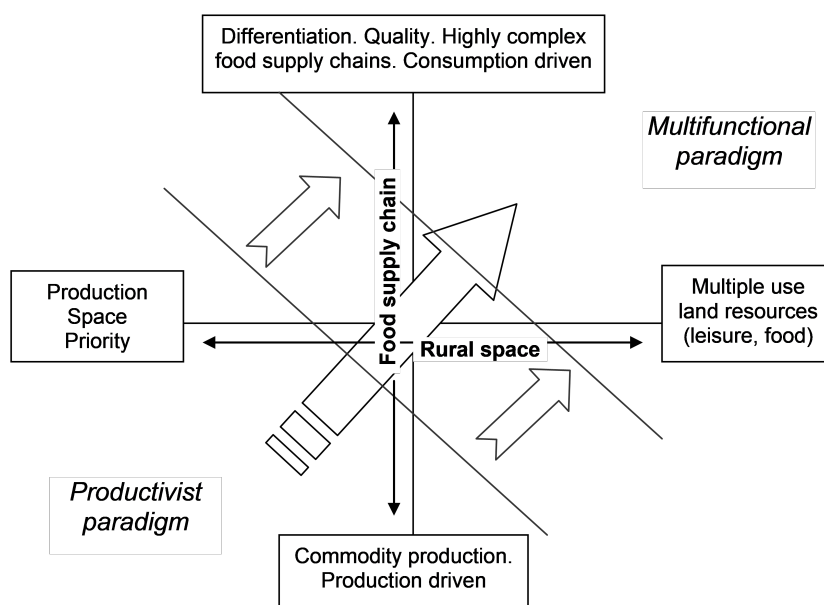 Differentiation. Quality. Highly complex
food supply chains. Consumption driven
Multifunctional
paradigm
Food supply chain
Production
Space
Priority
Multiple use
land resources
(leisure, food)
Rural space
Productivist
paradigm
Commodity production.
Production driven